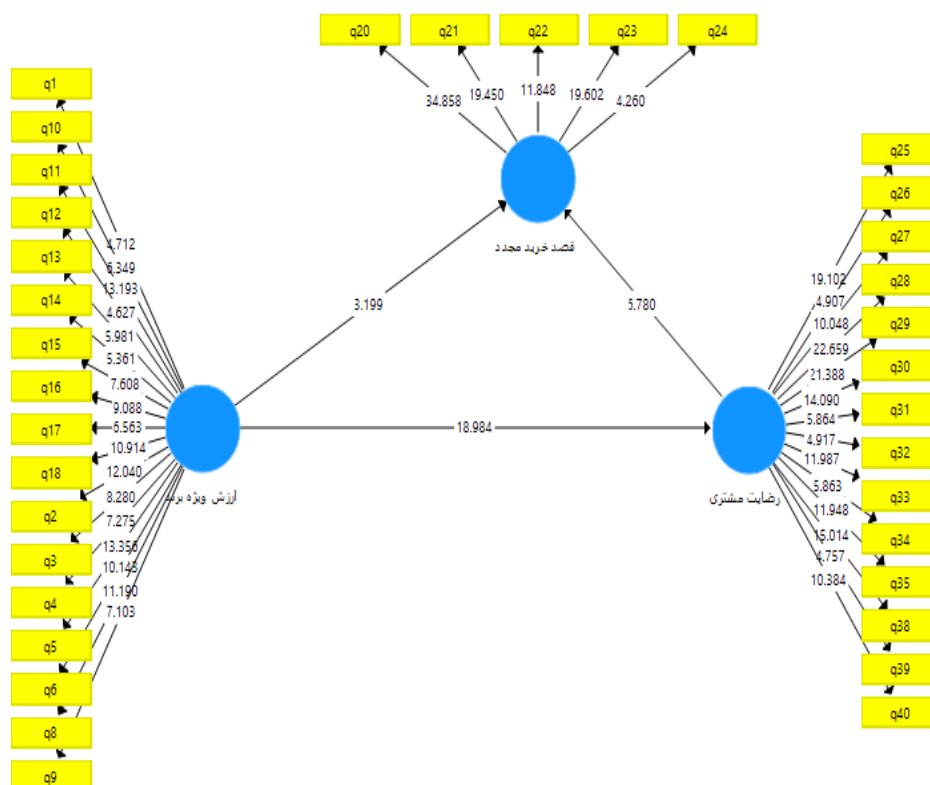 q20 q21 q22 q23 q24
34.858 19.450 11.848 19.602 4.260
قصد خرید مجدد
q1
q10
q11
q12
q13
q14
q15
q16
q17
q18
q2
q3
q4
q5
q6
q8
q9
4.712
6.349
13.193
4.627
5.981
5.361
7.608
9.088
6.563
10.914
12.040
8.280
7.275
13.356
10.143
11.190
7.103
ارزش ویژه برند
3.199
5.780
18.984
رضایت مشتری
19.102
4.907
10.048
22.659
21.388
14.090
5.864
4.917
11.987
5.863
11.948
15.014
4.757
10.384
q25
q26
q27
q28
q29
q30
q31
q32
q33
q34
q35
q38
q39
q40